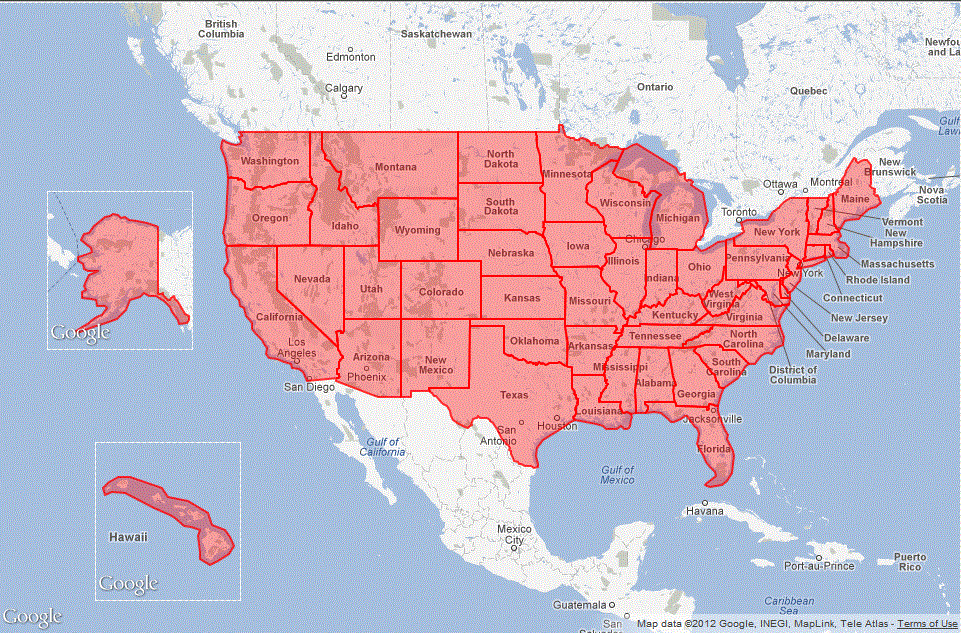 British
Columbia
Saskatchewan
Newfou
and La
Edmonton
Calgary
Ontario
Quebec
Gulf
Law
Washington
Montana
North
Dakota
Minnesota
New
Brunswick
Ottawa
Montreal
Nova
Scotia
Maine
Oregon
Idaho
Wyoming
South
Dakota
Wisconsin
Michigan
Toronto
New York
Vermont
New
Hampshire
Chicago
Iowa
Nebraska
Illinois
Indiana
Ohio
Pennsylvania
New York
Massachusetts
Rhode Island
Connecticut
Nevada
Utah
Colorado
Kansas
Missouri
West
Virginia
Virginia
Kentucky
New Jersey
Delaware
Maryland
District of
Columbia
California
Los
Angeles
San Diego
Arizona
Phoenix
New
Mexico
Oklahoma
Arkansas
Tennessee
North
Carolina
South
Carolina
Mississippi
Alabama
Georgia
Texas
Louisiana
Jacksonville
San
Antonio
Houston
Florida
Gulf of
California
Gulf of
Mexico
Havana
Mexico
City
Port-au-Prince
Puerto
Rico
Guatemala
San
Salvador
Caribbean
Sea
Google
Hawaii
Google
Google
Map data ©2012 Google, INEGI, MapLink, Tele Atlas - Terms of Use